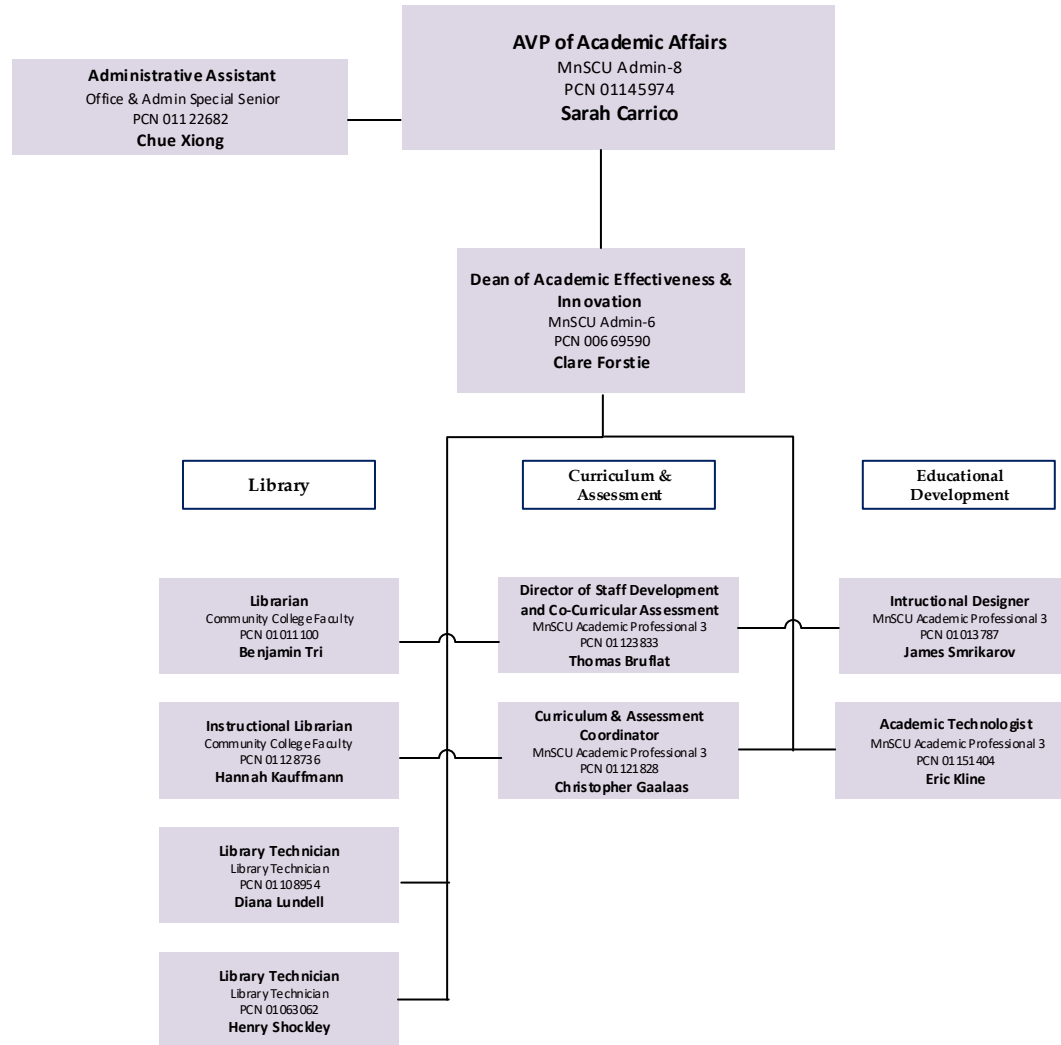 AVP of Academic Affairs
MnSCU Admin-8
PCN 01145974
Sarah Carrico
Administrative Assistant
Office & Admin Special Senior
PCN 01122682
Chue Xiong
Dean of Academic Effectiveness &
Innovation
MnSCU Admin-6
PCN 00669590
Clare Forstie
Library
Curriculum &
Assessment
Educational
Development
Librarian
Community College Faculty
PCN 01011100
Benjamin Tri
Director of Staff Development
and Co-Curricular Assessment
MnSCU Academic Professional 3
PCN 01123833
Thomas Bruflat
Intructional Designer
MnSCU Academic Professional 3
PCN 01013787
James Smrikarov
Instructional Librarian
Community College Faculty
PCN 01128736
Hannah Kauffmann
Curriculum & Assessment
Coordinator
MnSCU Academic Professional 3
PCN 01121828
Christopher Gaalaas
Academic Technologist
MnSCU Academic Professional 3
PCN 01151404
Eric Kline
Library Technician
Library Technician
PCN 01108954
Diana Lundell
Library Technician
Library Technician
PCN 01063062
Henry Shockley